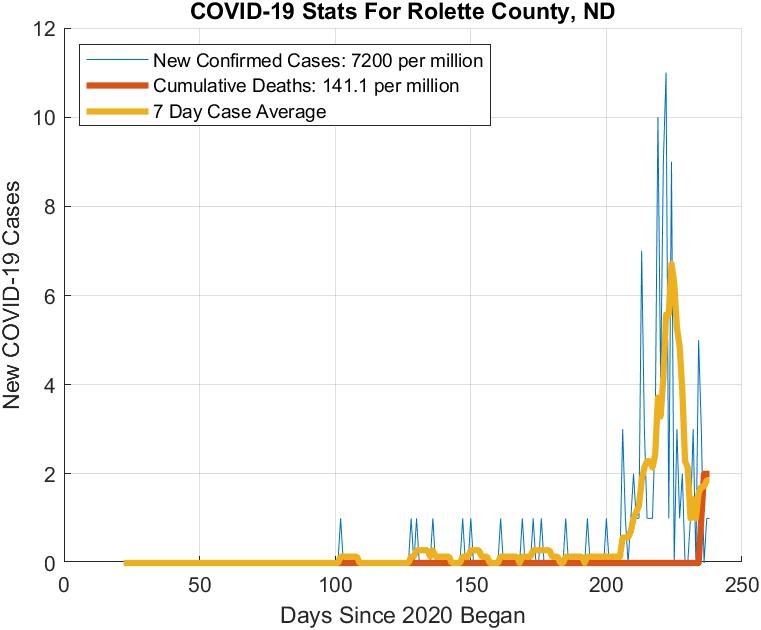 COVID-19 Stats For Rolette County, ND
New Confirmed Cases: 7200 per million
Cumulative Deaths: 141.1 per million
7 Day Case Average
New COVID-19 Cases
12
10
8
6
4
2
0
0 50 100 150 200 250
Days Since 2020 Began